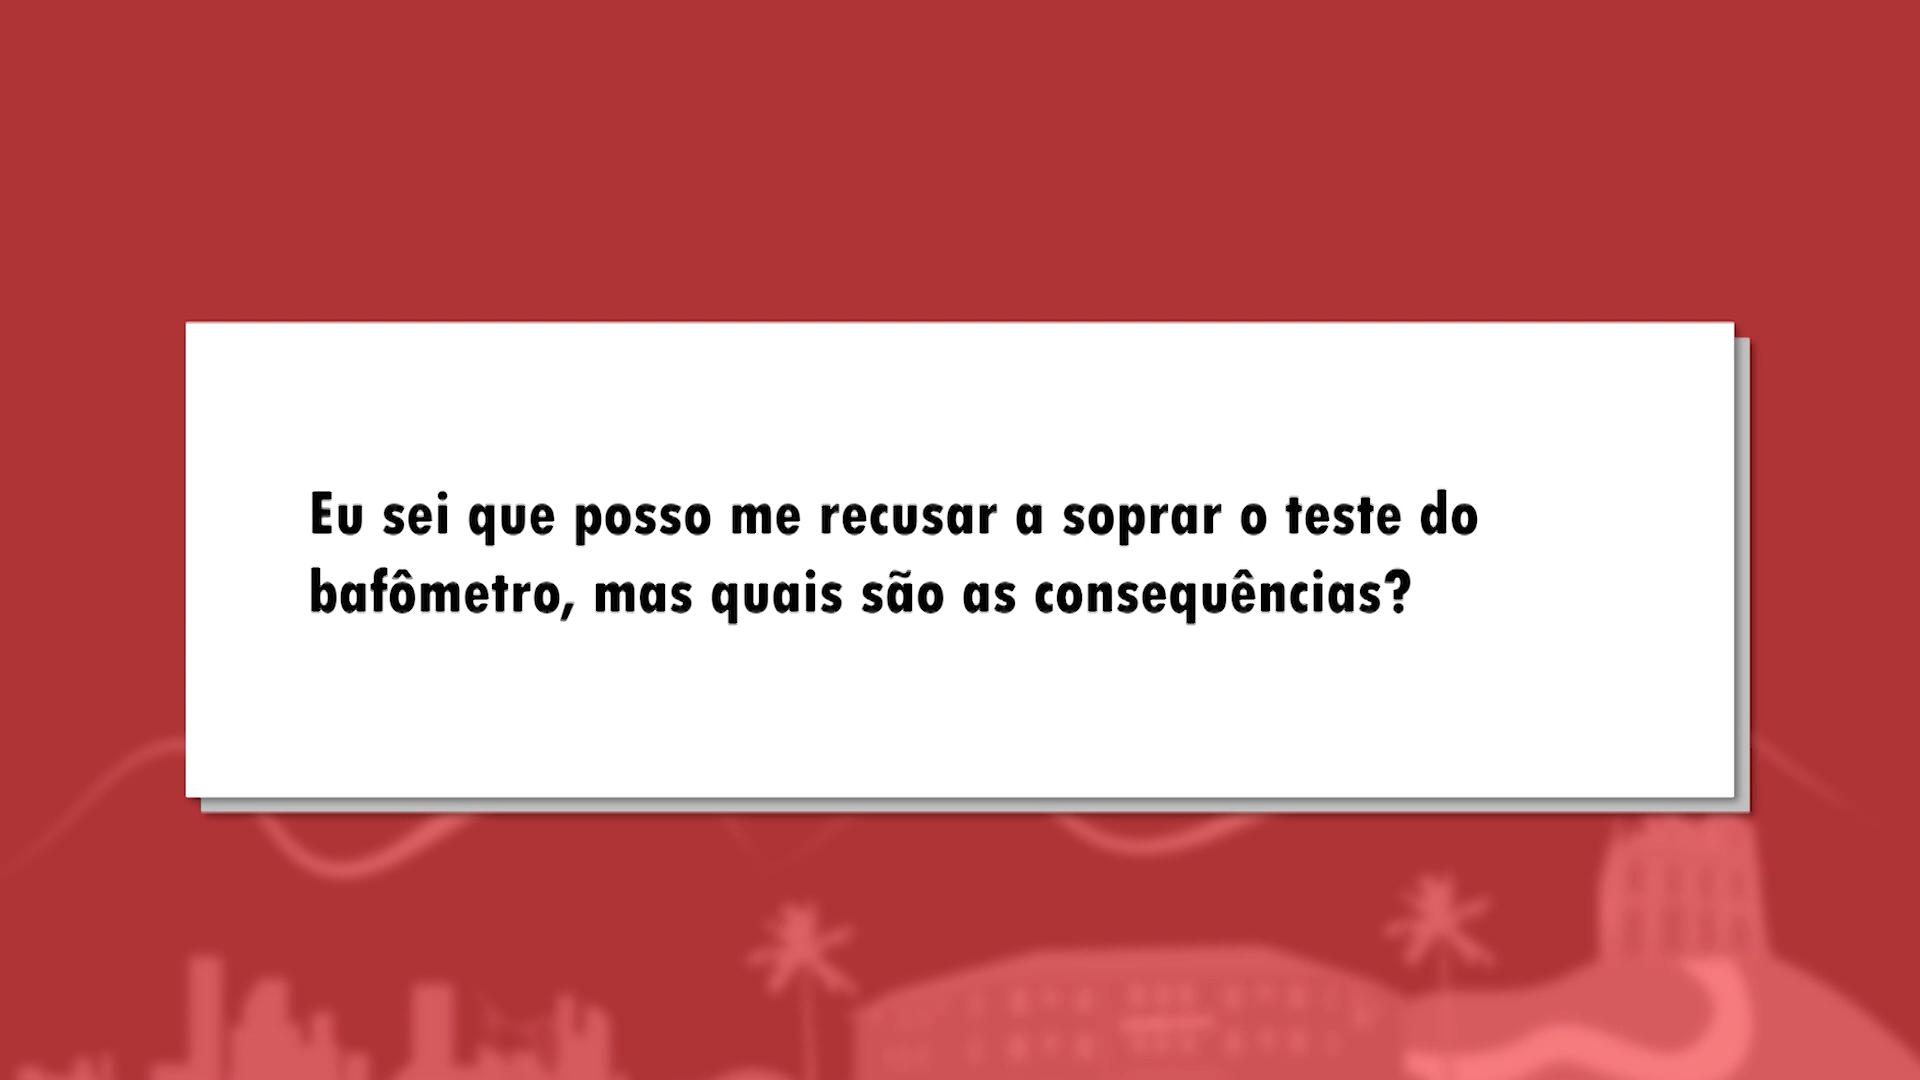 Eu sei que posso me recusar a soprar o teste do
bafômetro, mas quais são as consequências?